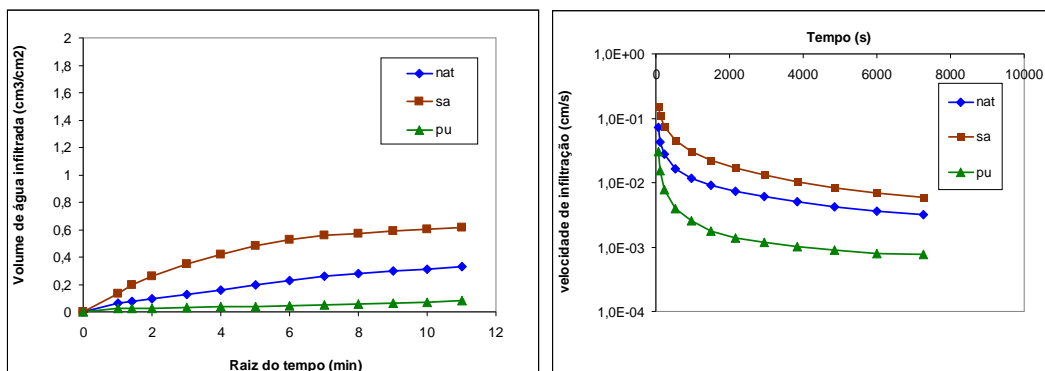 Volume de água infiltrada (cm3/cm2)
2
1,8
1,6
1,4
1,2
1
0,8
0,6
0,4
0,2
0
0 2 4 6 8 10 12
Raiz do tempo (min)
nat
sa
pu
Tempo (s)
0 2000 4000 6000 8000 10000
velocidade de infiltração (cm/s)
1,0E+00
1,0E-01
1,0E-02
1,0E-03
1,0E-04
nat
sa
pu